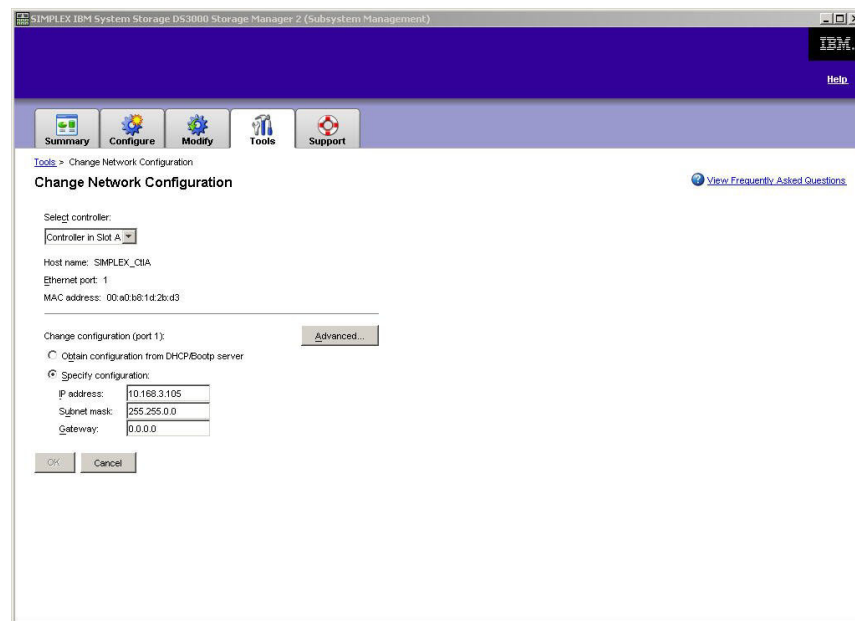 SIMPLEX IBM System Storage DS3000 Storage Manager 2 (Subsystem Management)
IBM.
Help
Summary Configure Modify Tools Support
Tools > Change Network Configuration
Change Network Configuration
View Frequently Asked Questions
Select controller:
Controller in Slot A
Host name: SIMPLEX_CtlA
Ethernet port: 1
MAC address: 00:a0:b8:1d:2b:d3
Change configuration (port 1):
Advanced...
Obtain configuration from DHCP/Bootp server
Specify configuration:
IP address: 10.168.3.105
Subnet mask: 255.255.0.0
Gateway: 0.0.0.0
OK Cancel